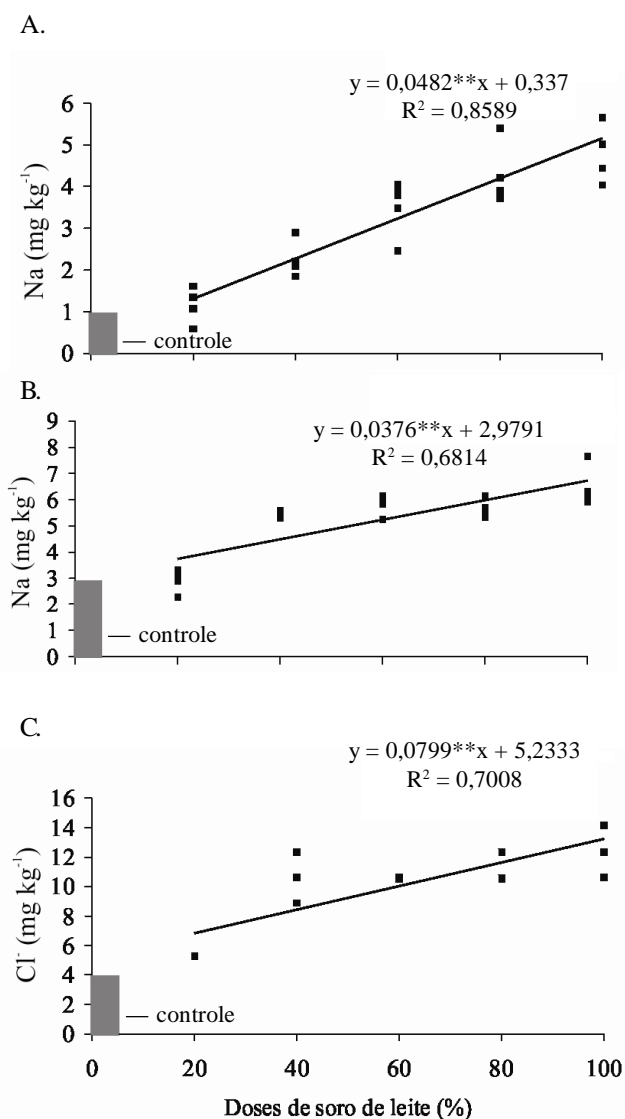 A.
y = 0,0482**x + 0,337
R² = 0,8589
6
5
4
3
2
1
0
Na (mg kg⁻¹)
— controle
B.
y = 0,0376**x + 2,9791
R² = 0,6814
9
8
7
6
5
4
3
2
1
0
Na (mg kg⁻¹)
— controle
C.
y = 0,0799**x + 5,2333
R² = 0,7008
16
14
12
10
8
6
4
2
0
Cl⁻ (mg kg⁻¹)
— controle
0 20 40 60 80 100
Doses de soro de leite (%)